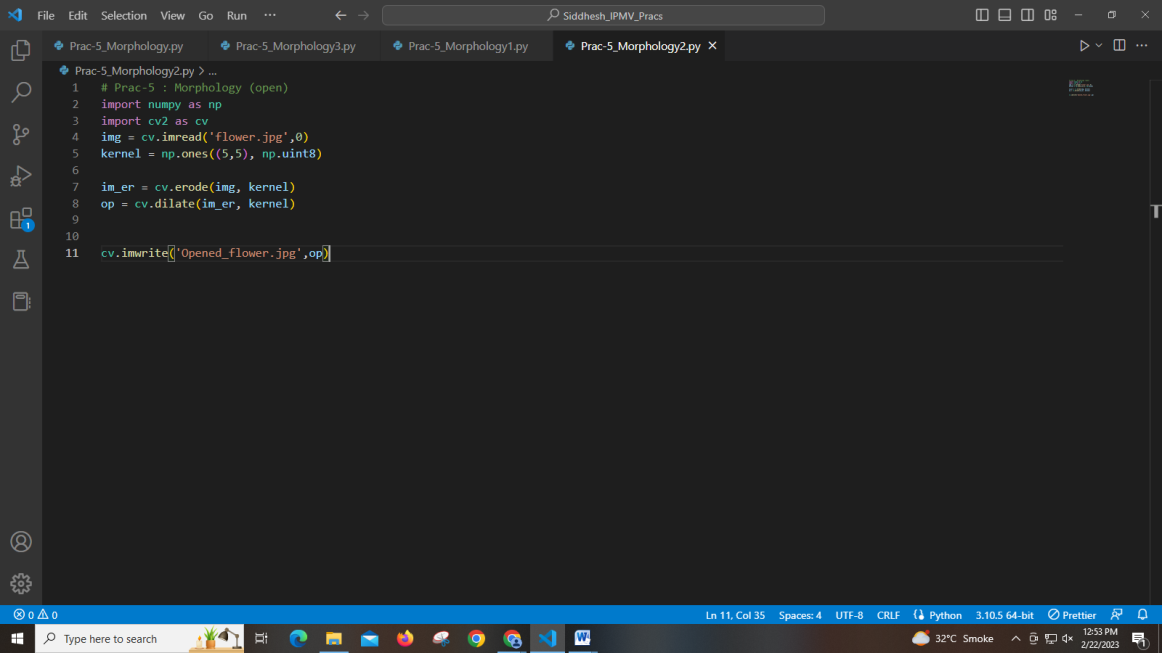 File Edit Selection View Go Run ··· Siddhesh_IPMV_Pracs
Prac-5_Morphology.py Prac-5_Morphology3.py Prac-5_Morphology1.py Prac-5_Morphology2.py
Prac-5_Morphology2.py > ...
1 # Prac-5 : Morphology (open)
2 import numpy as np
3 import cv2 as cv
4 img = cv.imread('flower.jpg',0)
5 kernel = np.ones((5,5), np.uint8)
6
7 im_er = cv.erode(img, kernel)
8 op = cv.dilate(im_er, kernel)
9
10
11 cv.imwrite('Opened_flower.jpg',op)
1
0 0 Ln 11, Col 35 Spaces: 4 UTF-8 CRLF Python 3.10.5 64-bit Prettier
Type here to search 32°C Smoke 12:53 PM
2/22/2023
1